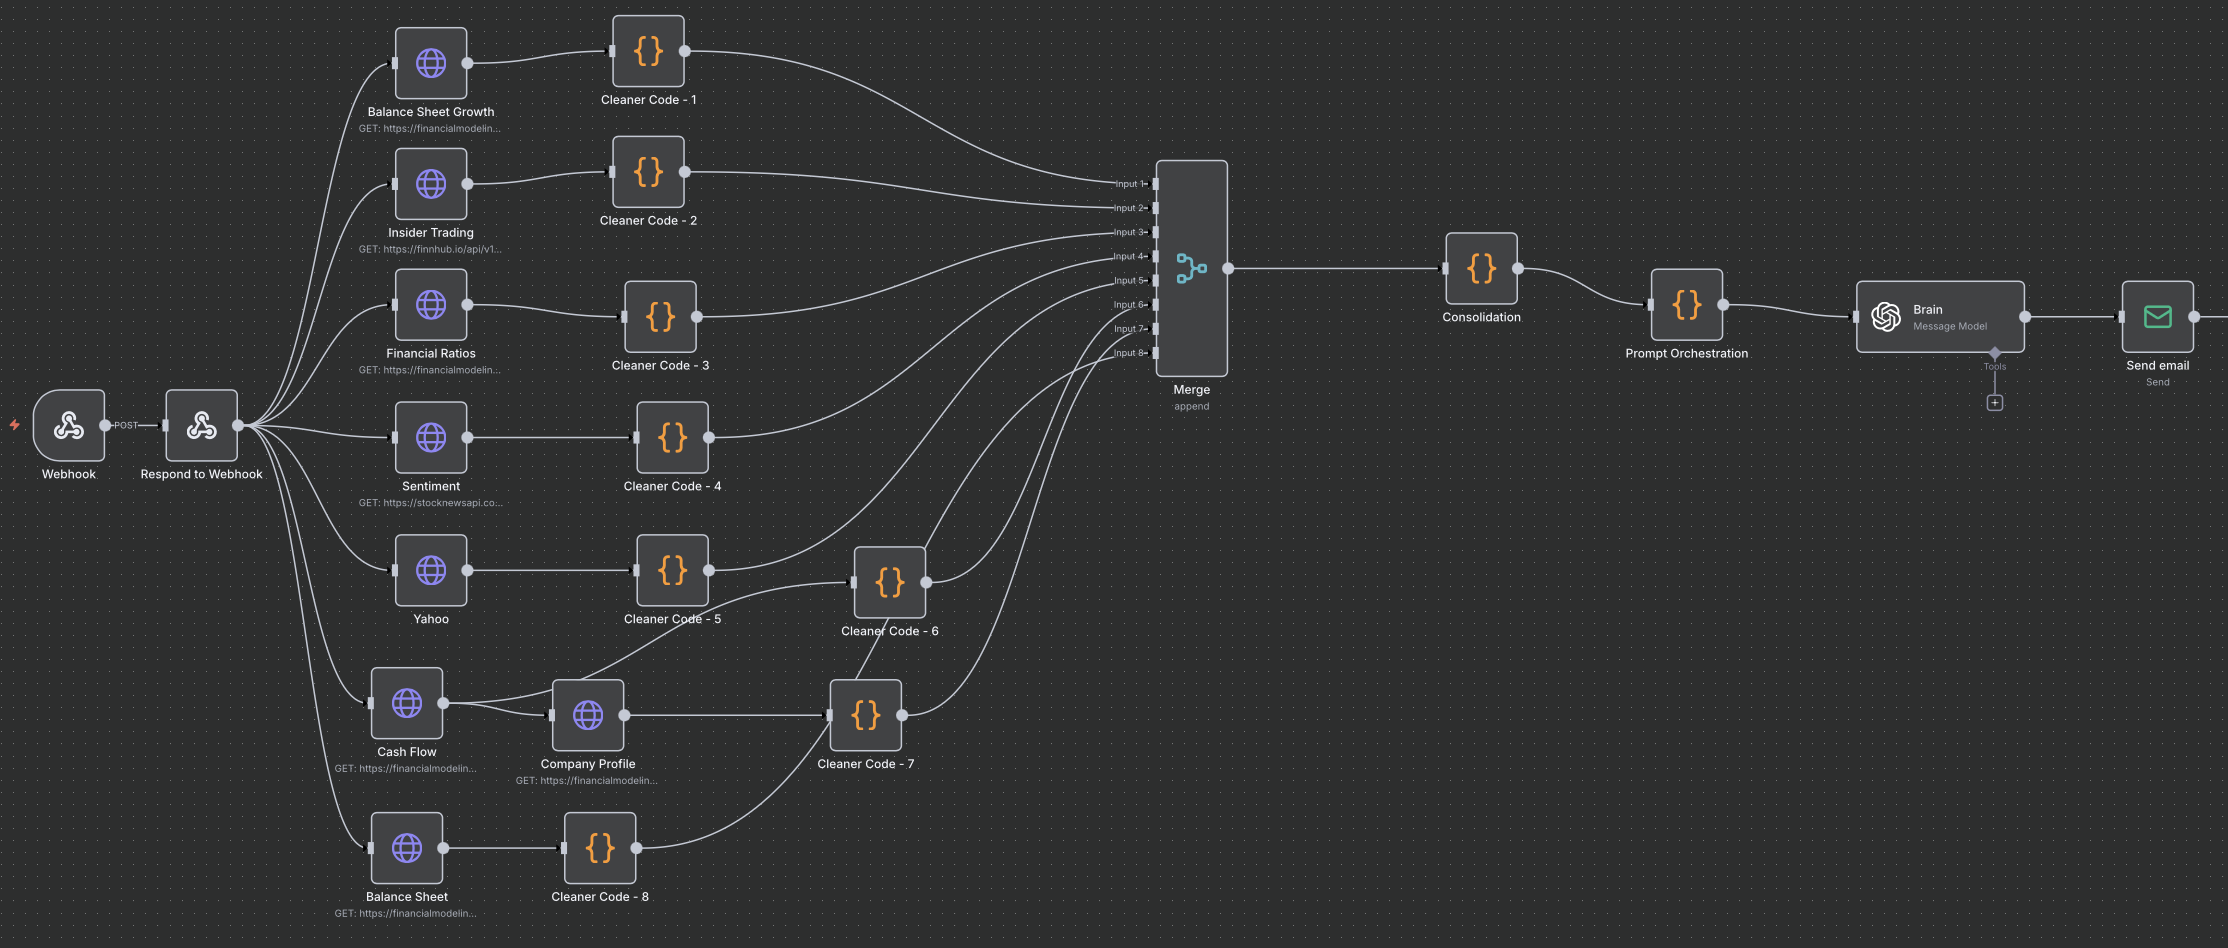 Balance Sheet Growth
GET: https://financialmodelin...
Cleaner Code - 1
Insider Trading
GET: https://finnhub.io/api/v1...
Cleaner Code - 2
Financial Ratios
GET: https://financialmodelin...
Cleaner Code - 3
Webhook
POST
Respond to Webhook
Sentiment
GET: https://stocknewsapi.co...
Cleaner Code - 4
Yahoo
Cleaner Code - 5
Cleaner Code - 6
Cash Flow
GET: https://financialmodelin...
Company Profile
GET: https://financialmodelin...
Cleaner Code - 7
Balance Sheet
GET: https://financialmodelin...
Cleaner Code - 8
Input 1
Input 2
Input 3
Input 4
Input 5
Input 6
Input 7
Input 8
Merge
append
Consolidation
Prompt Orchestration
Brain
Message Model
Tools
Send email
Send